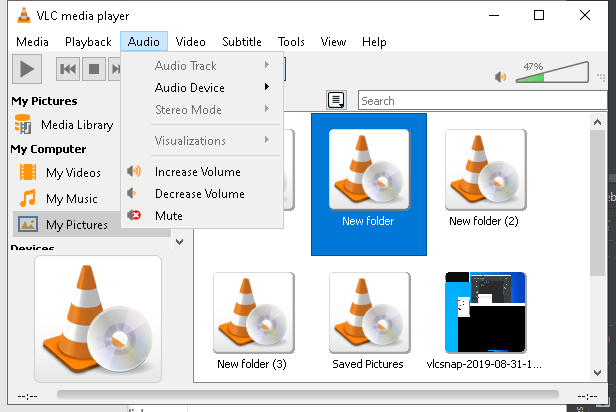 VLC media player
Media Playback Audio Video Subtitle Tools View Help
47%
Audio Track
Audio Device
Stereo Mode
Visualizations
Increase Volume
Decrease Volume
Mute
Search
My Pictures
Media Library
My Computer
My Videos
My Music
My Pictures
Devices
New folder
New folder (2)
New folder (3)
Saved Pictures
vlcsnap-2019-08-31-1...
--:--
--:--